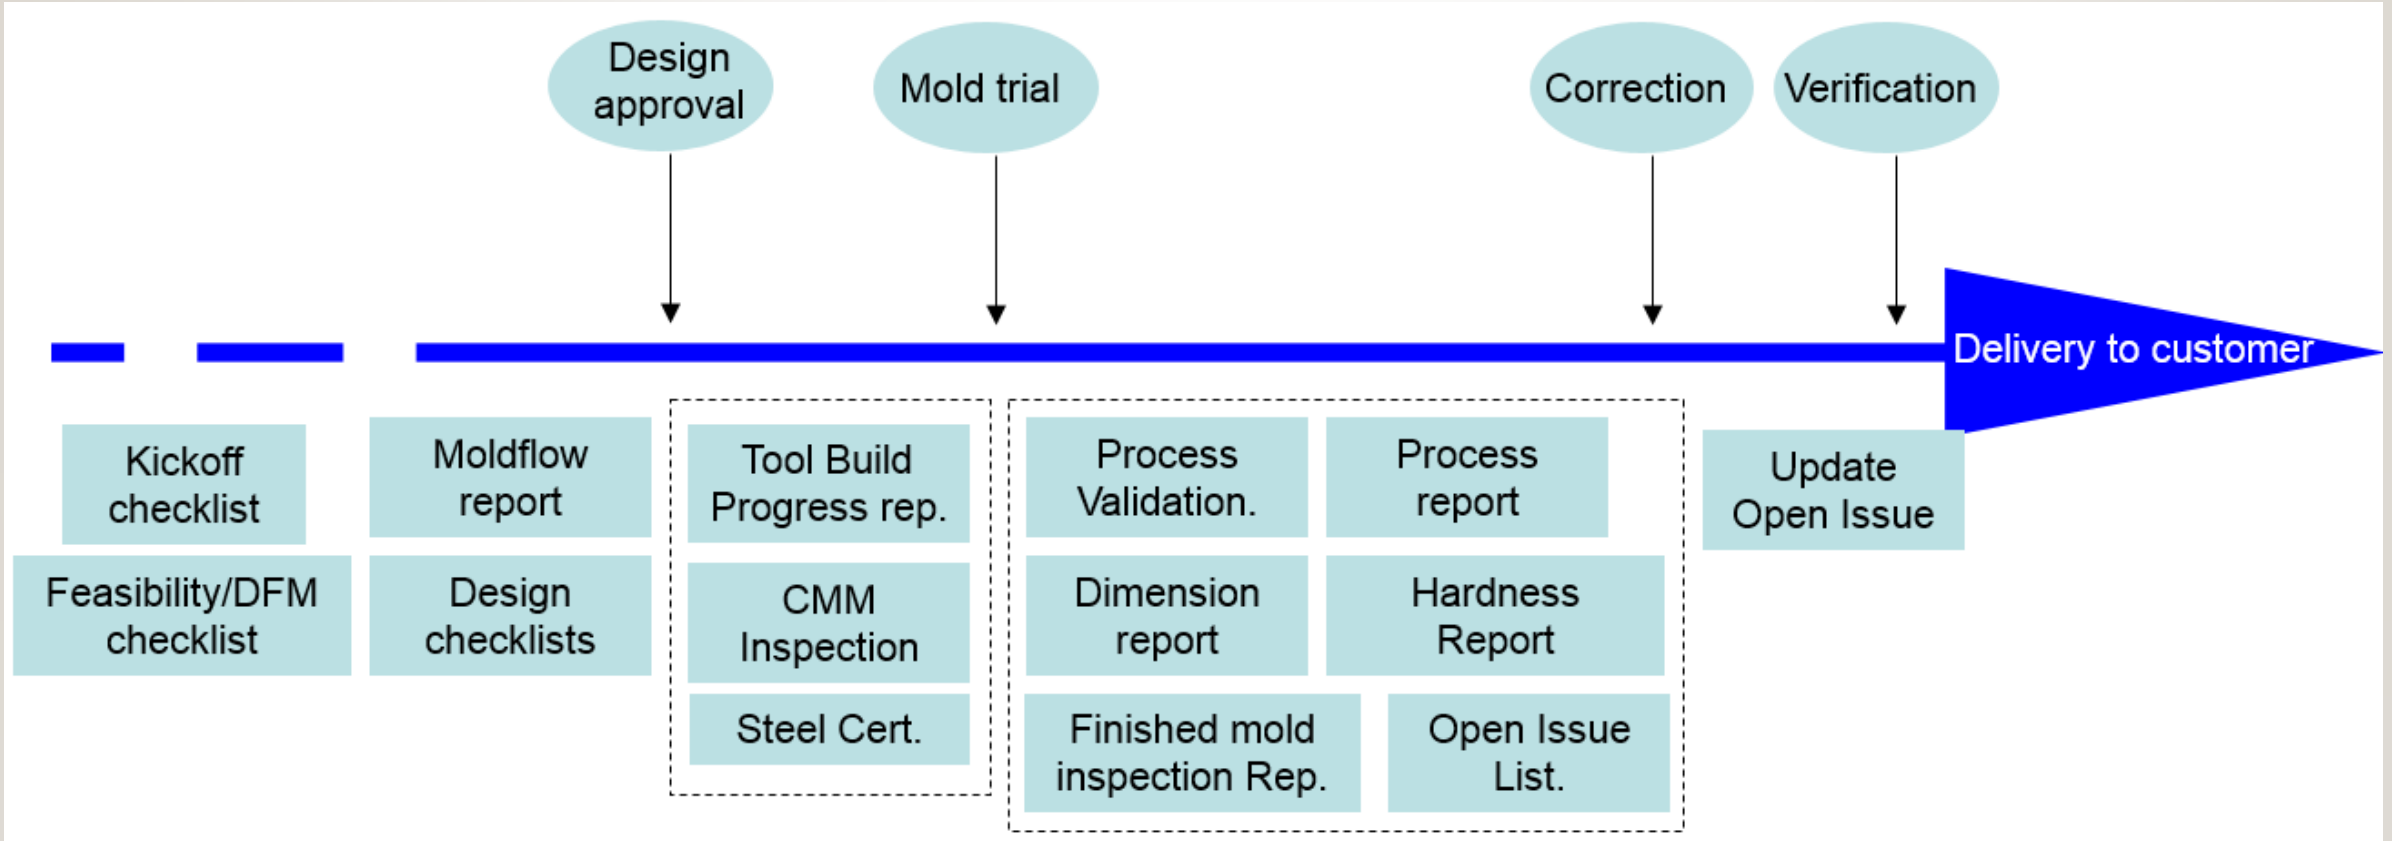 Design
approval
Mold trial
Correction
Verification
Delivery to customer
Kickoff
checklist
Feasibility/DFM
checklist
Moldflow
report
Design
checklists
Tool Build
Progress rep.
CMM
Inspection
Steel Cert.
Process
Validation.
Process
report
Dimension
report
Hardness
Report
Finished mold
inspection Rep.
Open Issue
List.
Update
Open Issue